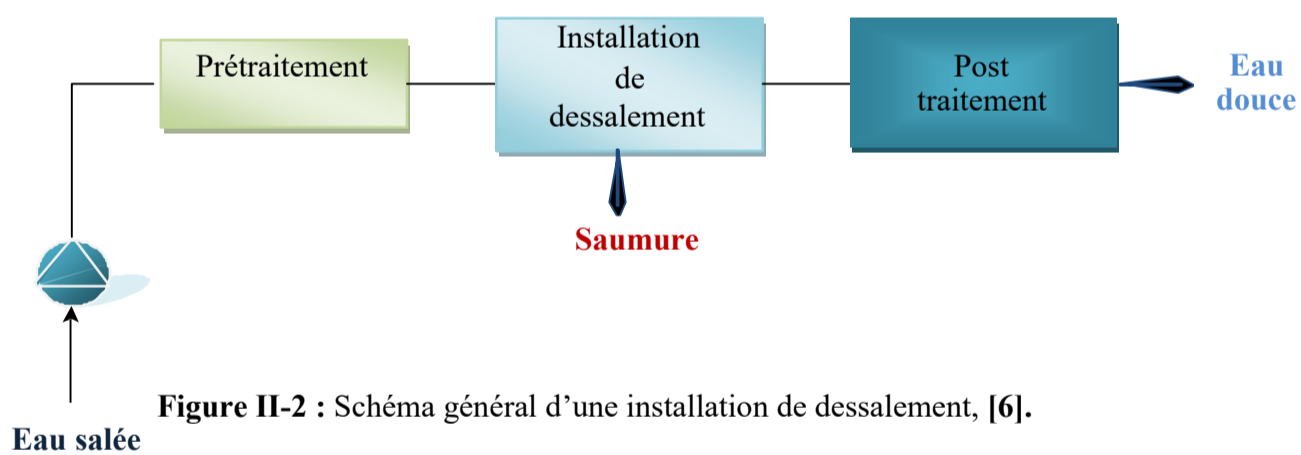 Prétraitement
Installation
de
dessalement
Post
traitement
Eau
douce
Saumure
Figure II-2 : Schéma général d’une installation de dessalement, [6].
Eau salée